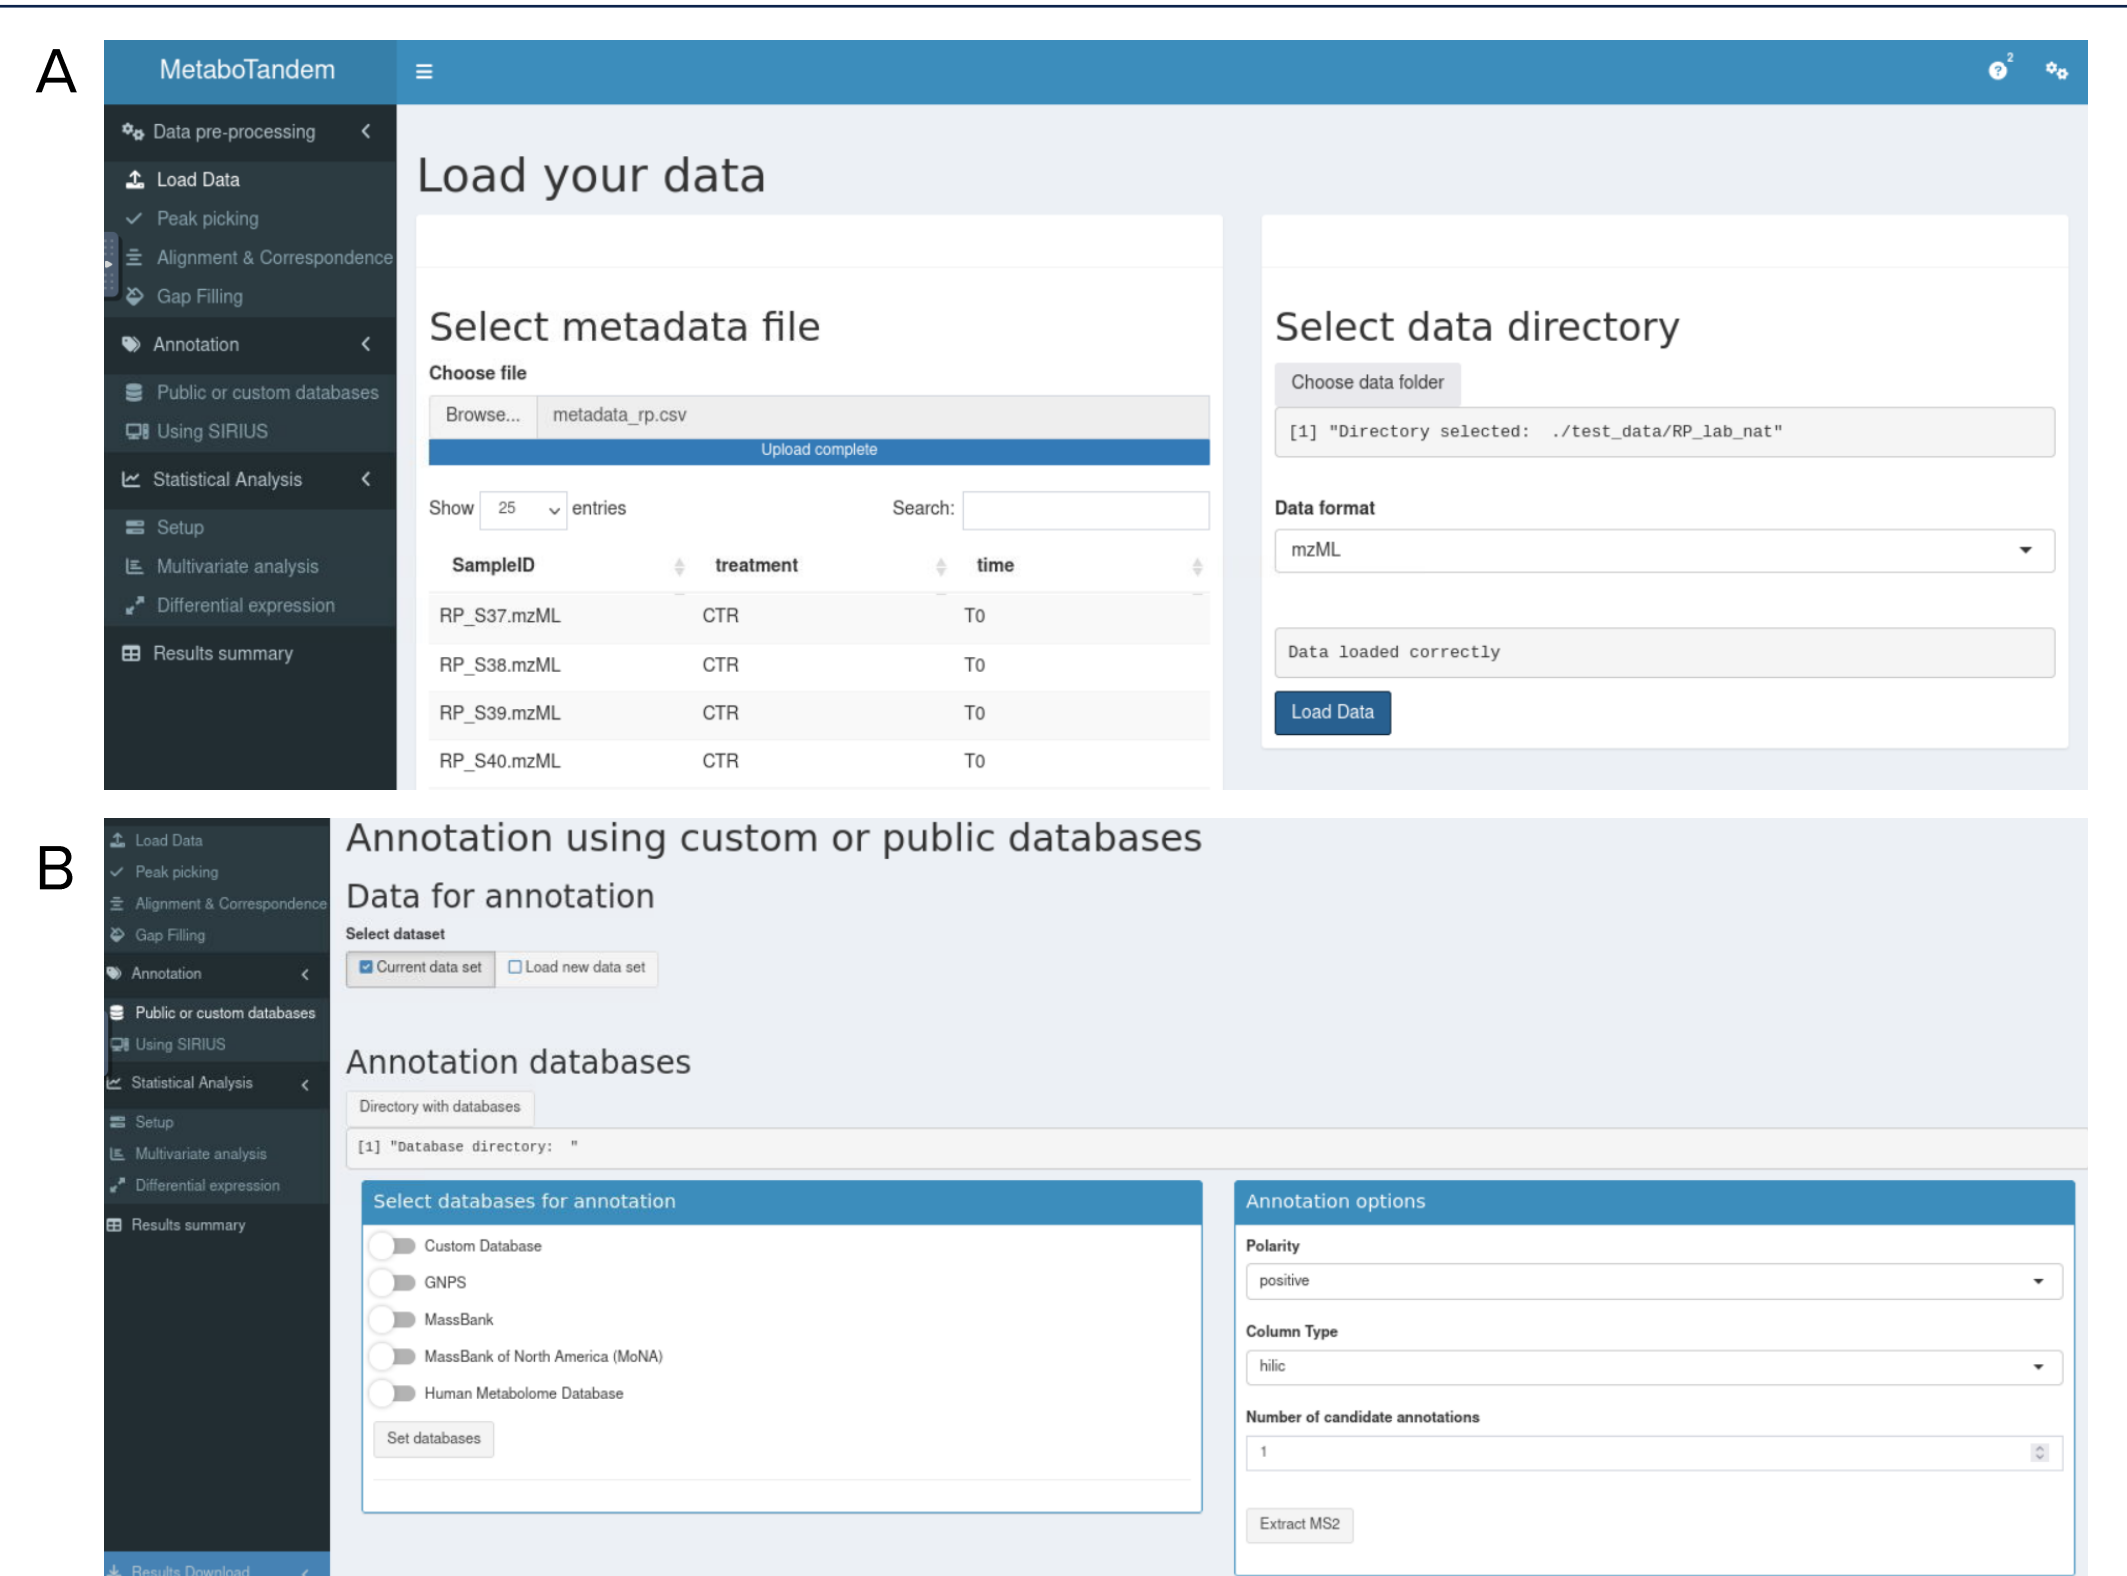 A
MetaboTandem
2
Data pre-processing
Load Data
Peak picking
Alignment & Correspondence
Gap Filling
Annotation
Public or custom databases
Using SIRIUS
Statistical Analysis
Setup
Multivariate analysis
Differential expression
Results summary
Load your data
Select metadata file
Choose file
Browse... metadata_rp.csv
Upload complete
Show 25 entries Search:
SampleID treatment time
RP_S37.mzML CTR T0
RP_S38.mzML CTR T0
RP_S39.mzML CTR T0
RP_S40.mzML CTR T0
Select data directory
Choose data folder
[1] "Directory selected:  ./test_data/RP_lab_nat"
Data format
mzML
Data loaded correctly
Load Data
B
Load Data
Peak picking
Alignment & Correspondence
Gap Filling
Annotation
Public or custom databases
Using SIRIUS
Statistical Analysis
Setup
Multivariate analysis
Differential expression
Results summary
Results Download
Annotation using custom or public databases
Data for annotation
Select dataset
Current data set Load new data set
Annotation databases
Directory with databases
[1] "Database directory:  "
Select databases for annotation
Custom Database
GNPS
MassBank
MassBank of North America (MoNA)
Human Metabolome Database
Set databases
Annotation options
Polarity
positive
Column Type
hilic
Number of candidate annotations
1
Extract MS2